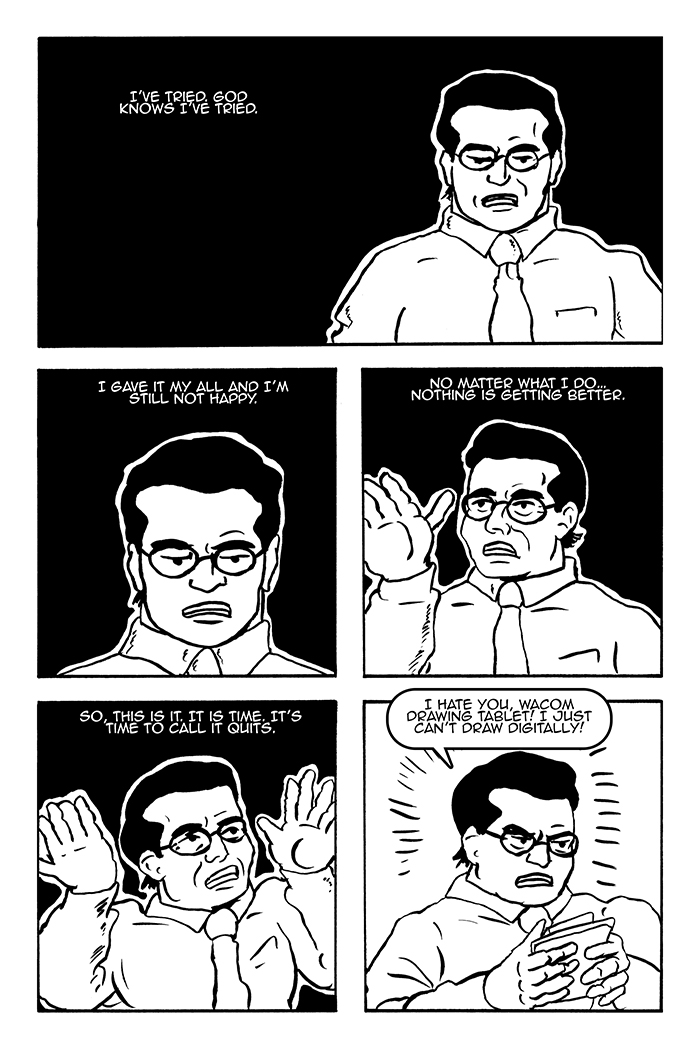 I'VE TRIED. GOD
KNOWS I'VE TRIED.
I GAVE IT MY ALL AND I'M
STILL NOT HAPPY.
NO MATTER WHAT I DO...
NOTHING IS GETTING BETTER.
SO, THIS IS IT. IT IS TIME. IT'S
TIME TO CALL IT QUITS.
I HATE YOU, WACOM
DRAWING TABLET! I JUST
CAN'T DRAW DIGITALLY!